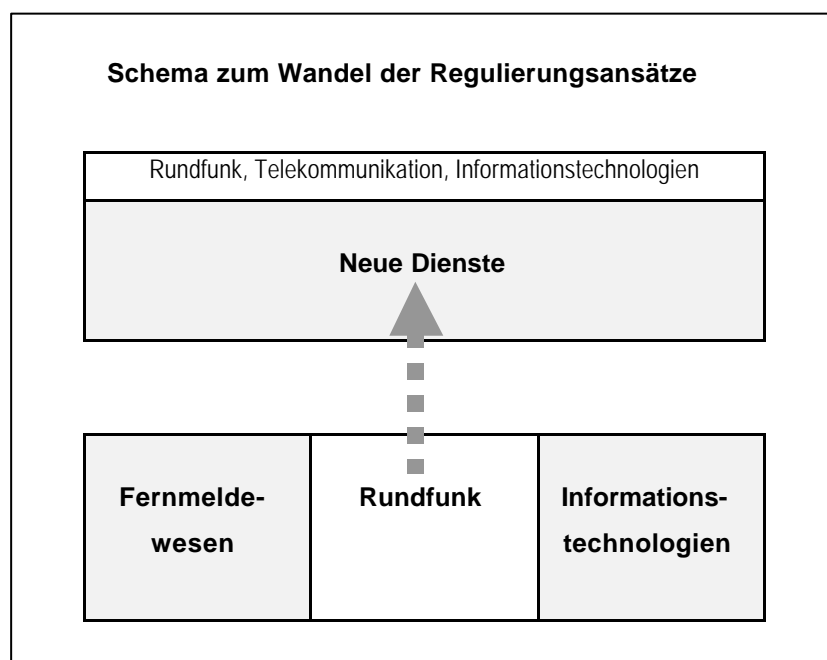 Schema zum Wandel der Regulierungsansätze
Rundfunk, Telekommunikation, Informationstechnologien
Neue Dienste
Fernmelde-
wesen
Rundfunk
Informations-
technologien